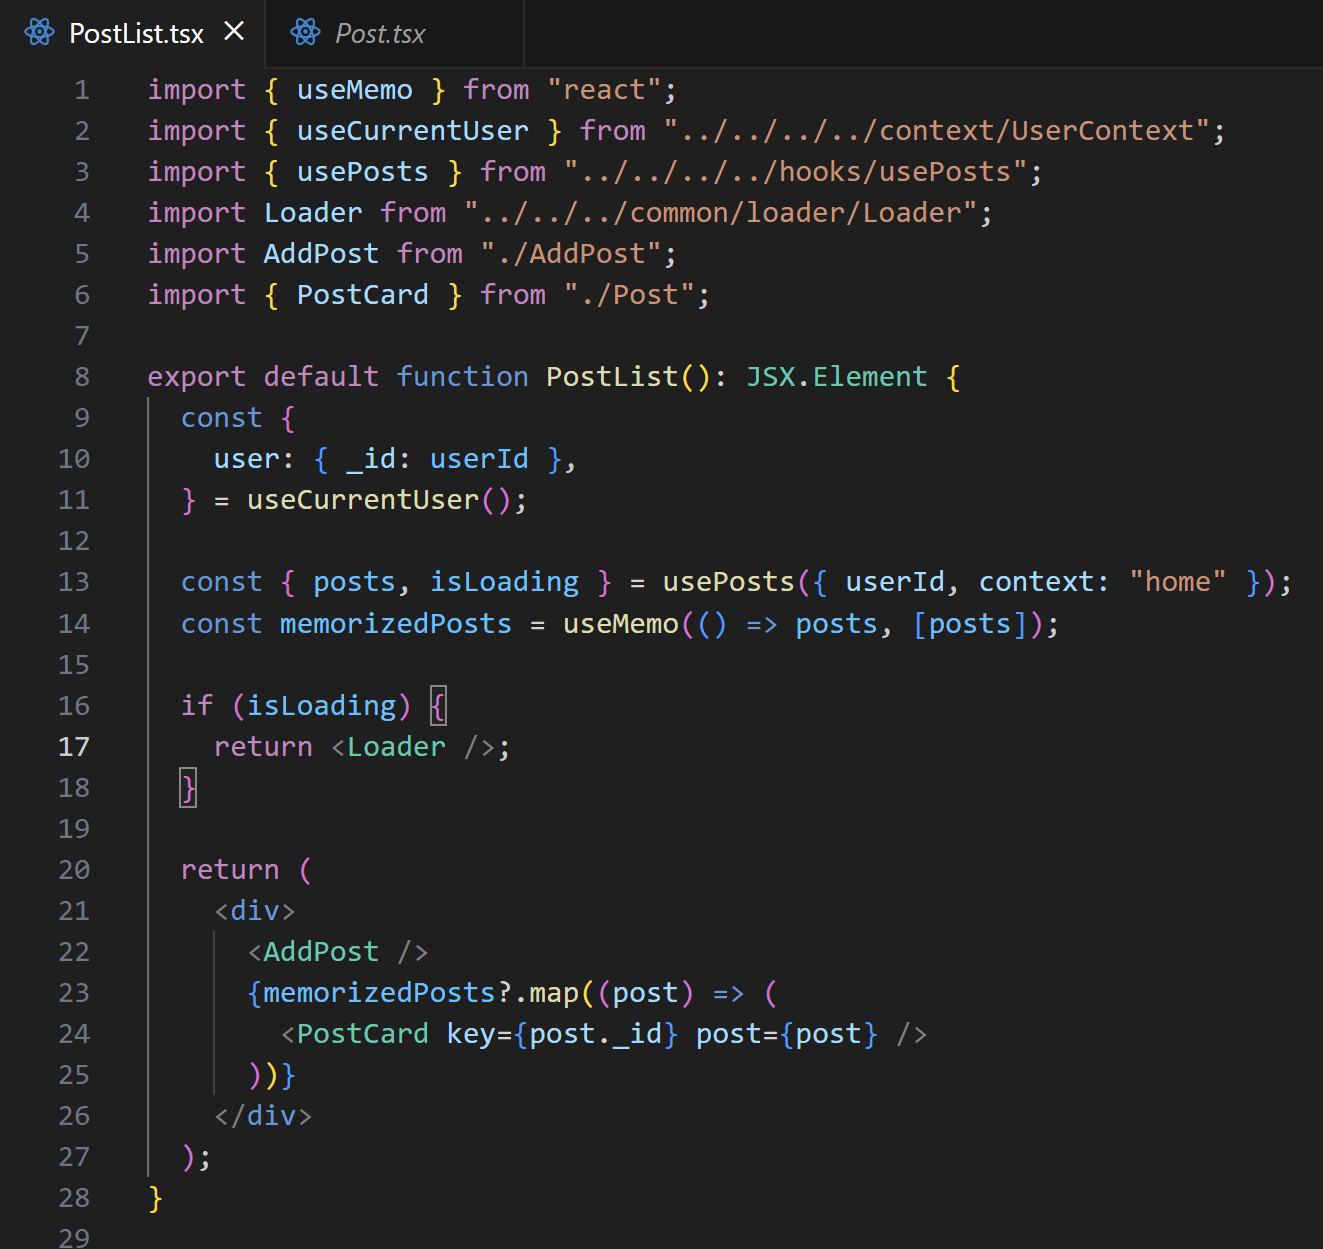 PostList.tsx
Post.tsx
1 import { useMemo } from "react";
2 import { useCurrentUser } from "../../../../context/UserContext";
3 import { usePosts } from "../../../../hooks/usePosts";
4 import Loader from "../../../common/loader/Loader";
5 import AddPost from "./AddPost";
6 import { PostCard } from "./Post";
7
8 export default function PostList(): JSX.Element {
9   const {
10     user: { _id: userId },
11   } = useCurrentUser();
12
13   const { posts, isLoading } = usePosts({ userId, context: "home" });
14   const memorizedPosts = useMemo(() => posts, [posts]);
15
16   if (isLoading) {
17     return <Loader />;
18   }
19
20   return (
21     <div>
22       <AddPost />
23       {memorizedPosts?.map((post) => (
24         <PostCard key={post._id} post={post} />
25       ))}
26     </div>
27   );
28 }
29